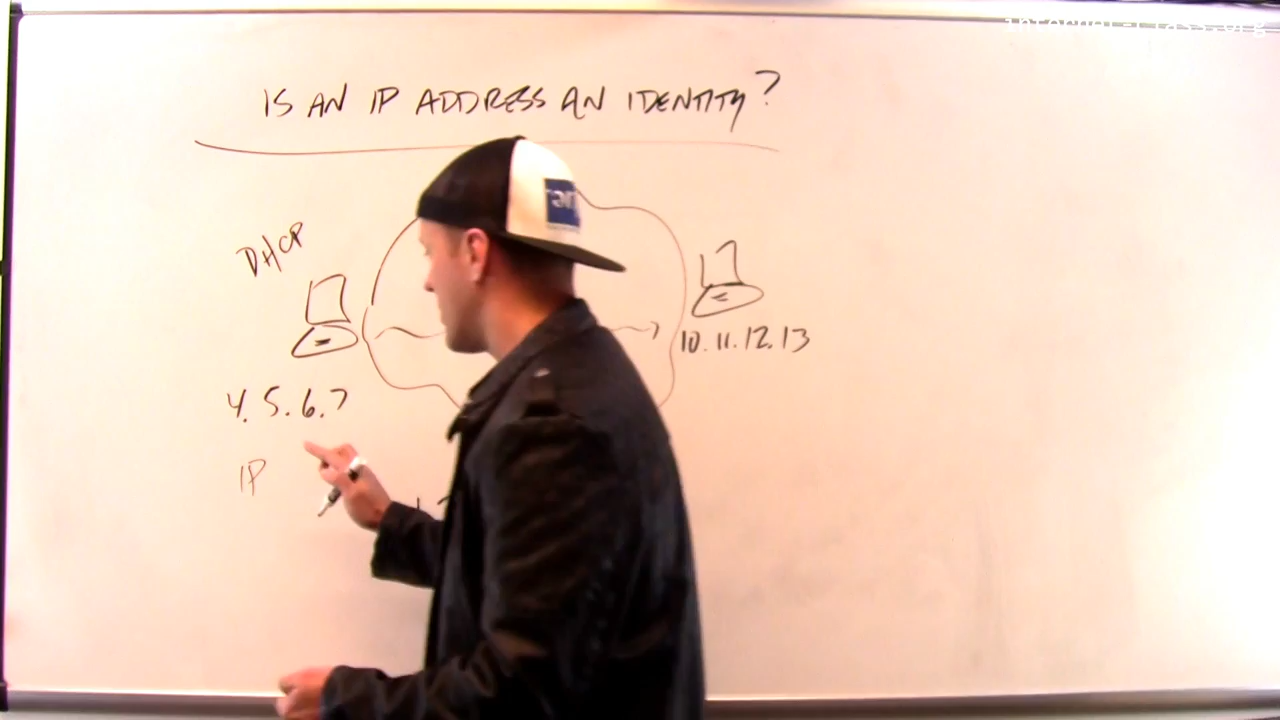 IS AN IP ADDRESS AN IDENTITY?
DHCP
10.11.12.13
4.5.6.7
IP